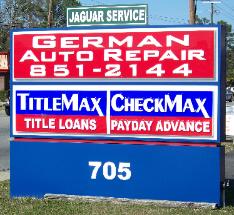 JAGUAR SERVICE
GERMAN
AUTO REPAIR
851-2144
TITLEMAX CHECKMAX
TITLE LOANS PAYDAY ADVANCE
705